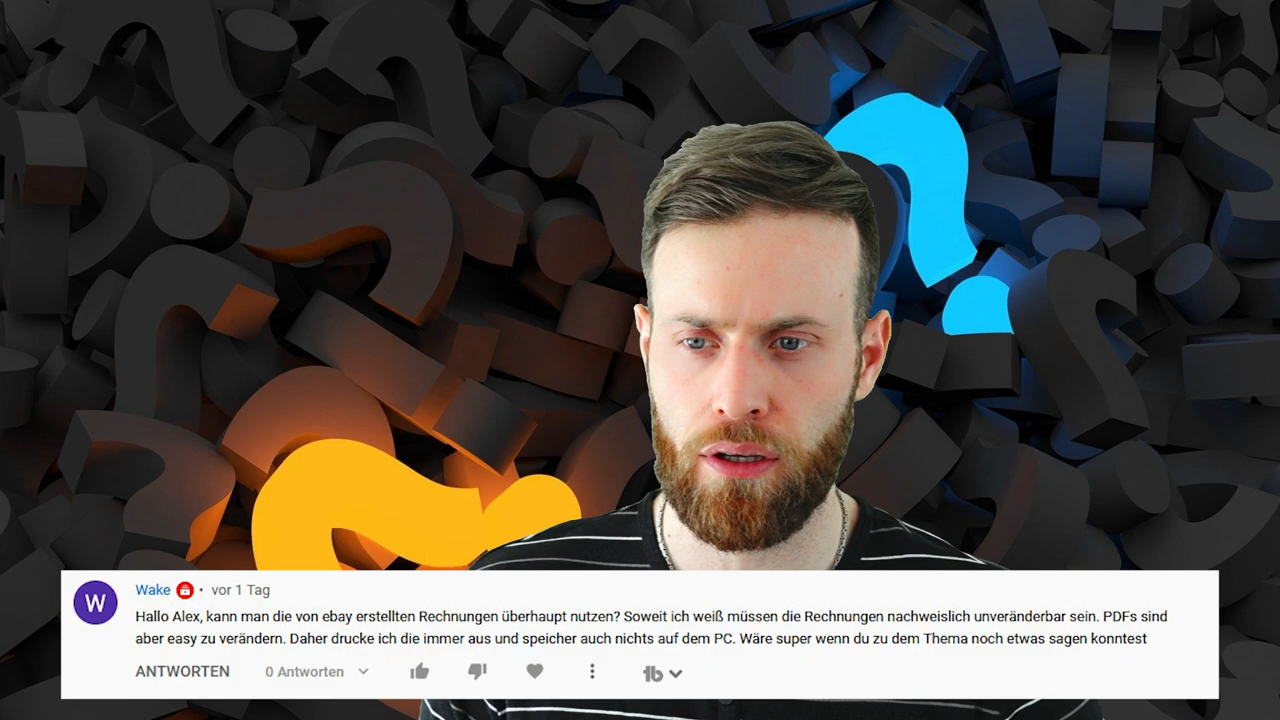 W
Wake • vor 1 Tag
Hallo Alex, kann man die von ebay erstellten Rechnungen überhaupt nutzen? Soweit ich weiß müssen die Rechnungen nachweislich unveränderbar sein. PDFs sind
aber easy zu verändern. Daher drucke ich die immer aus und speicher auch nichts auf dem PC. Wäre super wenn du zu dem Thema noch etwas sagen konntest
ANTWORTEN 0 Antworten tb